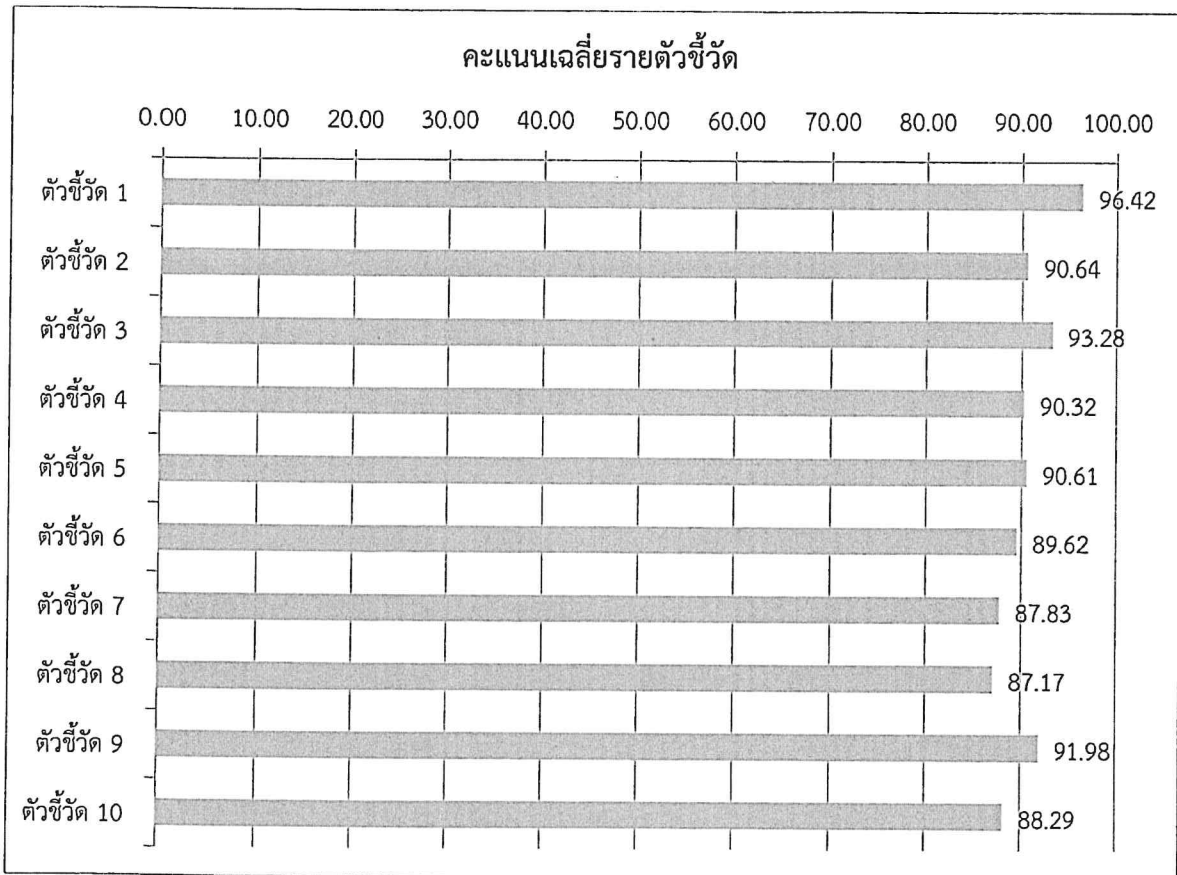 คะแนนเฉลี่ยรายตัวชี้วัด
0.00 10.00 20.00 30.00 40.00 50.00 60.00 70.00 80.00 90.00 100.00
ตัวชี้วัด 1 96.42
ตัวชี้วัด 2 90.64
ตัวชี้วัด 3 93.28
ตัวชี้วัด 4 90.32
ตัวชี้วัด 5 90.61
ตัวชี้วัด 6 89.62
ตัวชี้วัด 7 87.83
ตัวชี้วัด 8 87.17
ตัวชี้วัด 9 91.98
ตัวชี้วัด 10 88.29